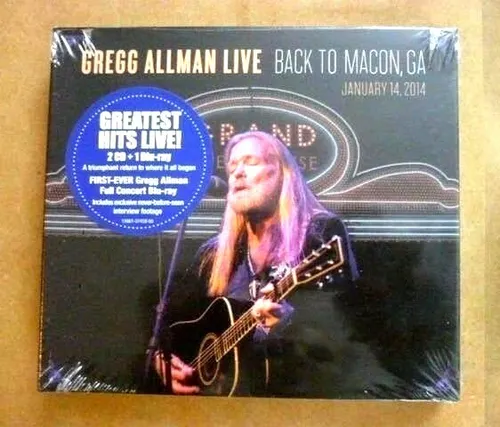 GREGG ALLMAN LIVE BACK TO MACON, GA
JANUARY 14, 2014
GREATEST
HITS LIVE!
2 CD + 1 Blu-ray
A triumphant return to where it all began
FIRST-EVER Gregg Allman
Full Concert Blu-ray
Includes exclusive never-before-seen
interview footage
GRAND